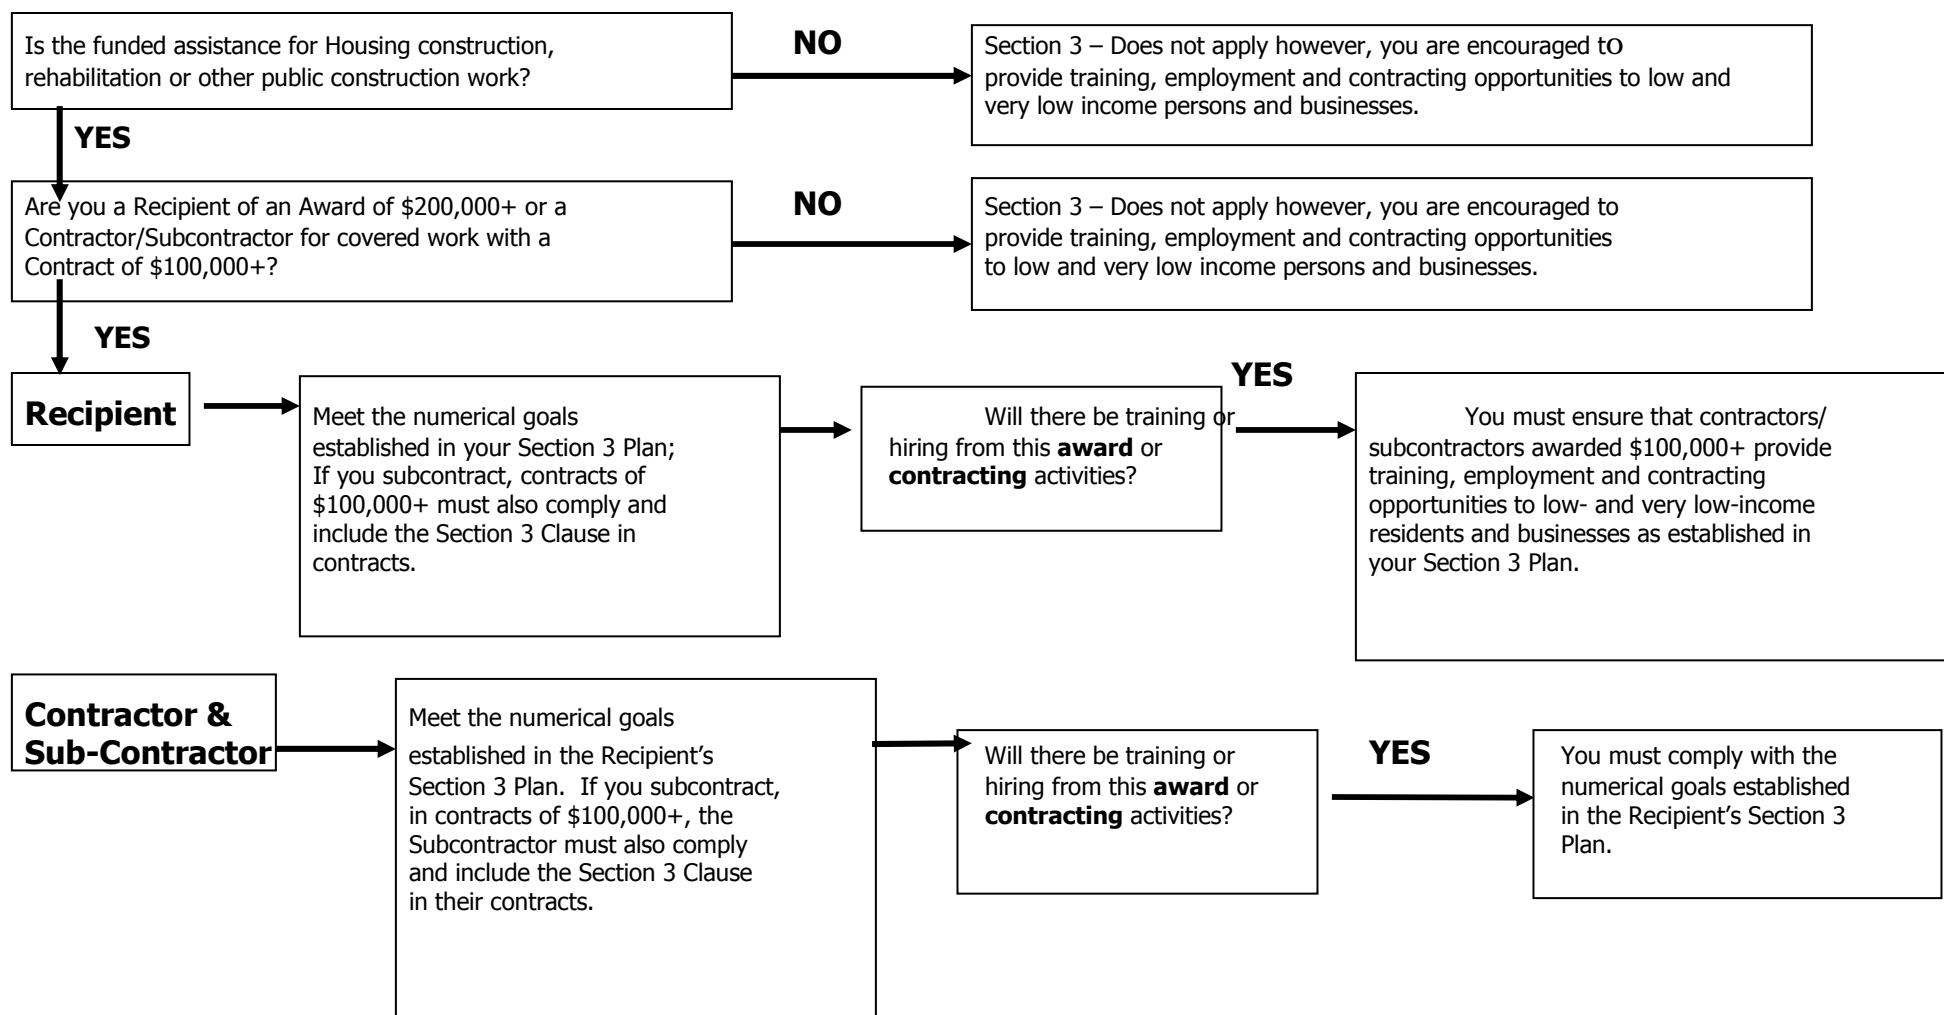 Is the funded assistance for Housing construction,
rehabilitation or other public construction work?
NO
Section 3 – Does not apply however, you are encouraged to
provide training, employment and contracting opportunities to low and
very low income persons and businesses.
YES
Are you a Recipient of an Award of $200,000+ or a
Contractor/Subcontractor for covered work with a
Contract of $100,000+?
NO
Section 3 – Does not apply however, you are encouraged to
provide training, employment and contracting opportunities
to low and very low income persons and businesses.
YES
Recipient
Meet the numerical goals
established in your Section 3 Plan;
If you subcontract, contracts of
$100,000+ must also comply and
include the Section 3 Clause in
contracts.
Will there be training or
hiring from this award or
contracting activities?
YES
You must ensure that contractors/
subcontractors awarded $100,000+ provide
training, employment and contracting
opportunities to low- and very low-income
residents and businesses as established in
your Section 3 Plan.
Contractor &
Sub-Contractor
Meet the numerical goals
established in the Recipient's
Section 3 Plan.  If you subcontract,
in contracts of $100,000+, the
Subcontractor must also comply
and include the Section 3 Clause
in their contracts.
Will there be training or
hiring from this award or
contracting activities?
YES
You must comply with the
numerical goals established
in the Recipient's Section 3
Plan.